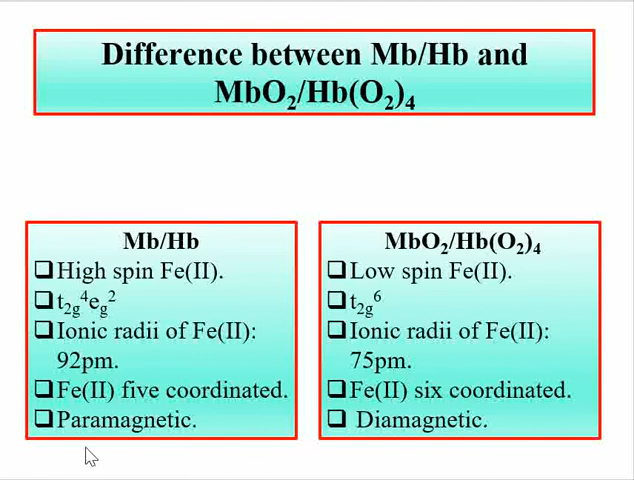 Difference between Mb/Hb and
MbO₂/Hb(O₂)₄
Mb/Hb
❑High spin Fe(II).
❑t₂g⁴eg²
❑Ionic radii of Fe(II):
92pm.
❑Fe(II) five coordinated.
❑Paramagnetic.
MbO₂/Hb(O₂)₄
❑Low spin Fe(II).
❑t₂g⁶
❑Ionic radii of Fe(II):
75pm.
❑Fe(II) six coordinated.
❑ Diamagnetic.